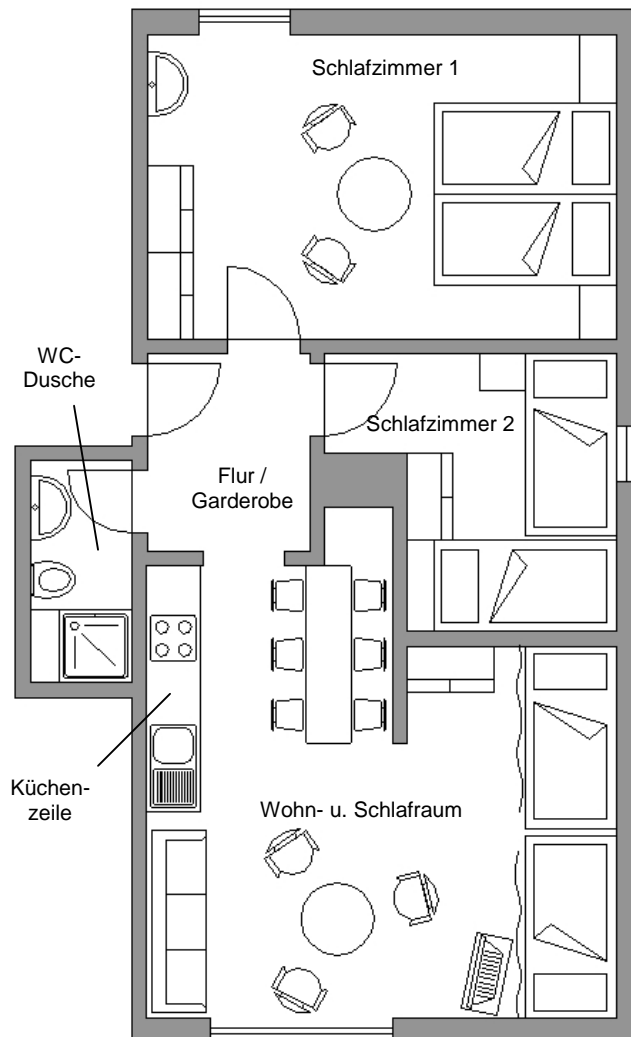 Schlafzimmer 1
WC-
Dusche
Schlafzimmer 2
Flur /
Garderobe
Küchen-
zeile
Wohn- u. Schlafraum